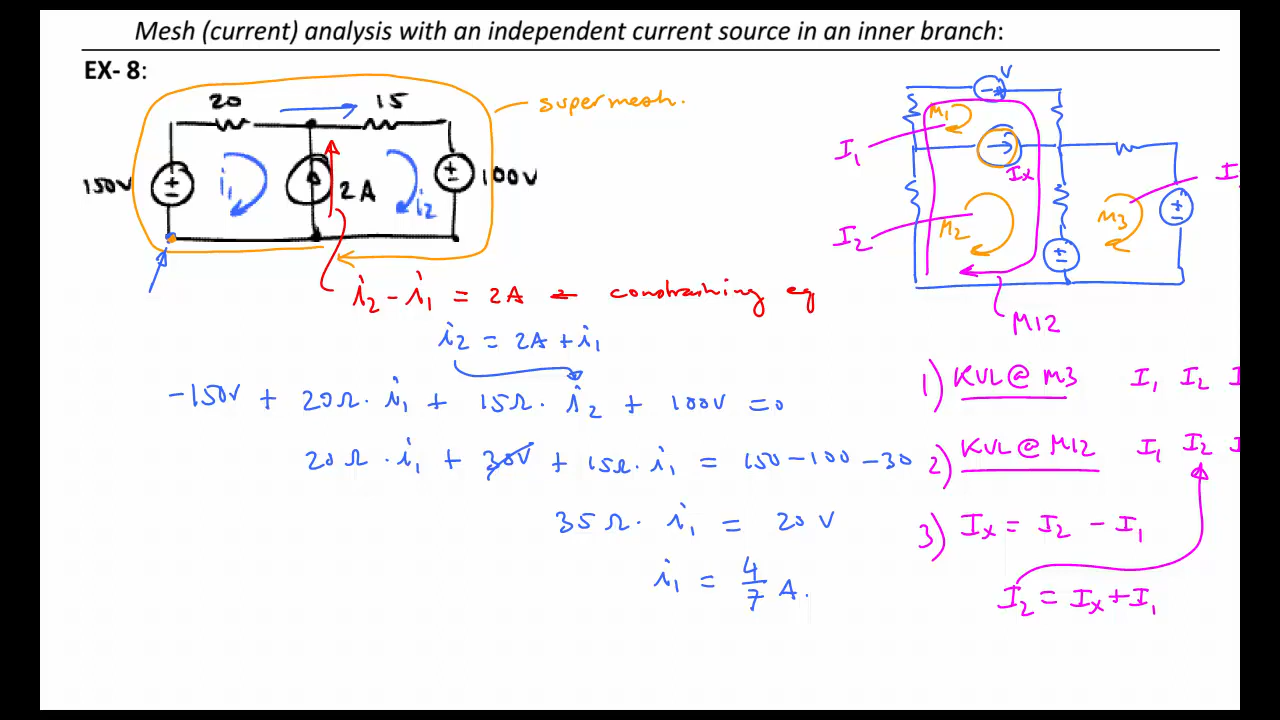 Mesh (current) analysis with an independent current source in an inner branch:
EX- 8:
20 15
supermesh.
150V i₁ 2A i₂ 100V
i₂ - i₁ = 2A constraining eq
i₂ = 2A + i₁
-150V + 20Ω · i₁ + 15Ω · i₂ + 100V = 0
20Ω · i₁ + 30V + 15Ω · i₁ = 150 - 100 - 30
35Ω · i₁ = 20 V
i₁ = 4/7 A.
V
M1
I₁
Ix
I₂ M2 M3
M12
1) KVL @ M3 I₁ I₂
2) KVL @ M12 I₁ I₂
3) Ix = I₂ - I₁
I₂ = Ix + I₁